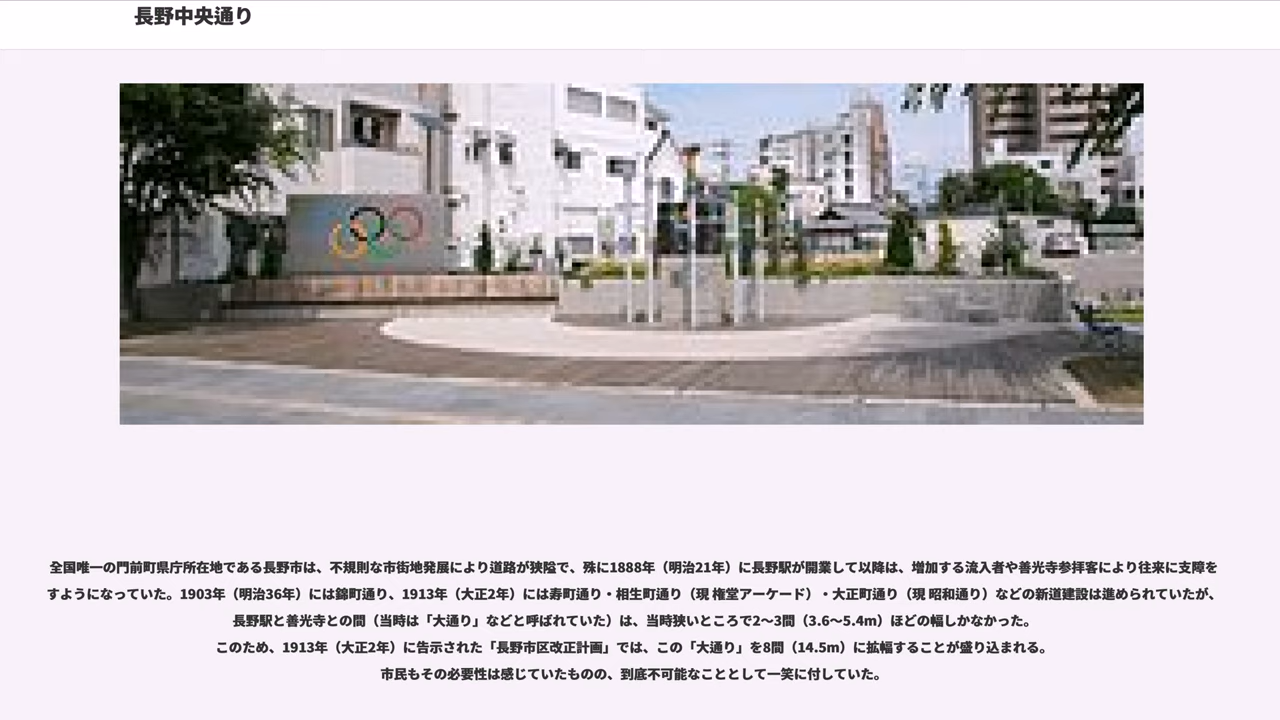 長野中央通り
全国唯一の門前町県庁所在地である長野市は、不規則な市街地発展により道路が狭隘で、殊に1888年（明治21年）に長野駅が開業して以降は、増加する流入者や善光寺参拝客により往来に支障を
すようになっていた。1903年（明治36年）には錦町通り、1913年（大正2年）には寿町通り・相生町通り（現 権堂アーケード）・大正町通り（現 昭和通り）などの新道建設は進められていたが、
長野駅と善光寺との間（当時は「大通り」などと呼ばれていた）は、当時狭いところで2〜3間（3.6〜5.4m）ほどの幅しかなかった。
このため、1913年（大正2年）に告示された「長野市区改正計画」では、この「大通り」を8間（14.5m）に拡幅することが盛り込まれる。
市民もその必要性は感じていたものの、到底不可能なこととして一笑に付していた。